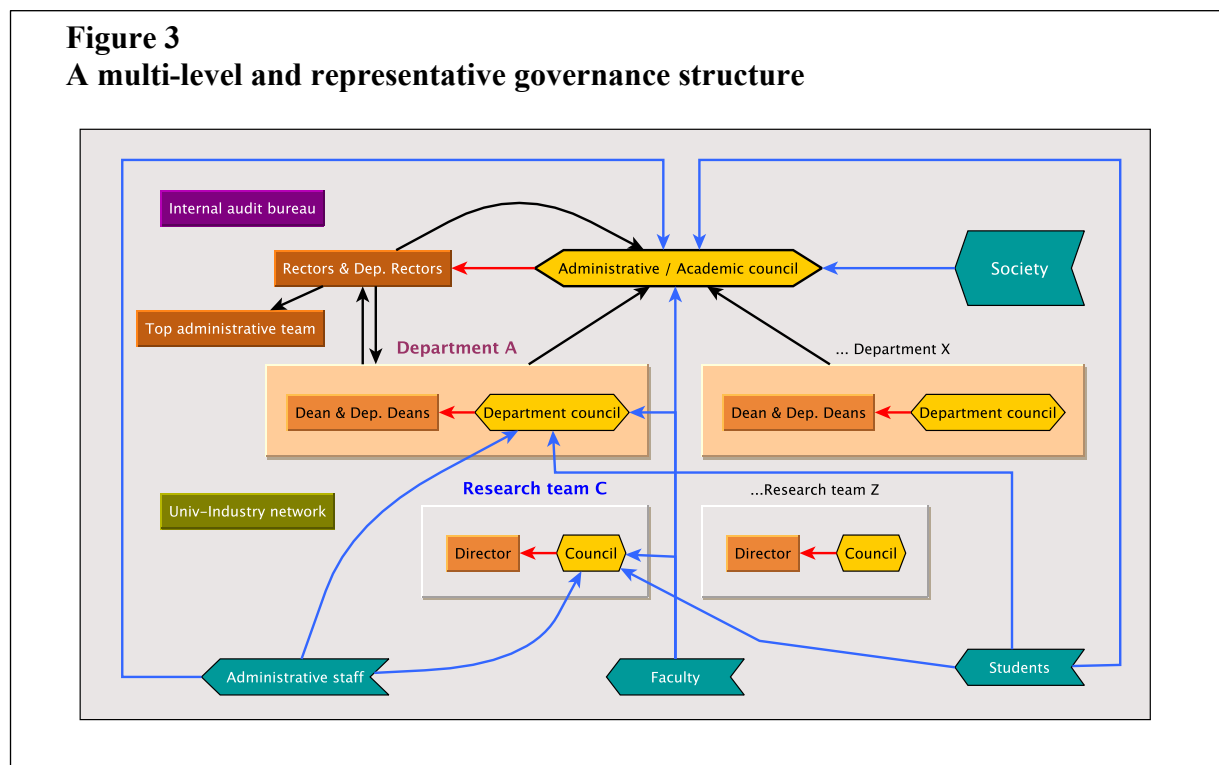 Figure 3
A multi-level and representative governance structure
Internal audit bureau
Rectors & Dep. Rectors
Administrative / Academic council
Society
Top administrative team
Department A
... Department X
Dean & Dep. Deans
Department council
Dean & Dep. Deans
Department council
Research team C
...Research team Z
Univ-Industry network
Director
Council
Director
Council
Administrative staff
Faculty
Students